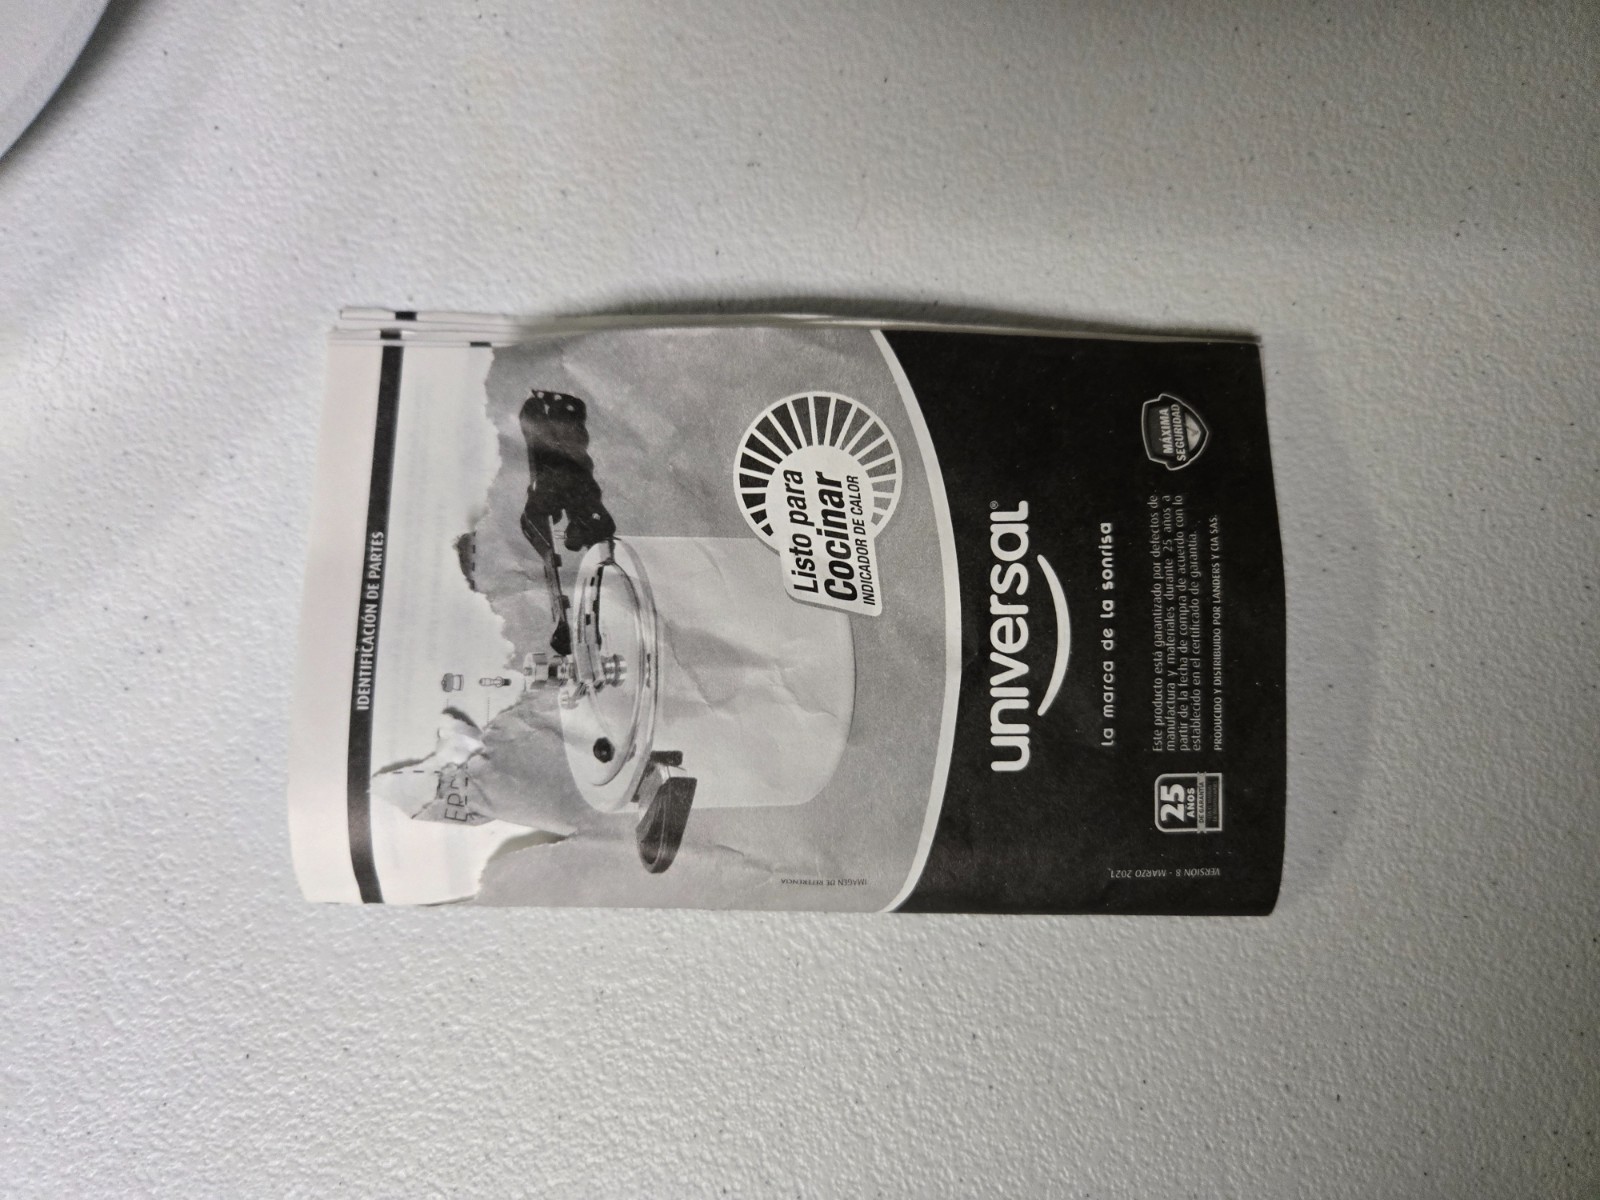 IDENTIFICACIÓN DE PARTES
Listo para
Cocinar
INDICADOR DE CALOR
IMAGEN DE REFERENCIA
universal®
La marca de la sonrisa
25
AÑOS
DE GARANTÍA
Este producto está garantizado por defectos de
manufactura y materiales durante 25 años a
partir de la fecha de compra de acuerdo con lo
establecido en el certificado de garantía.
PRODUCIDO Y DISTRIBUIDO POR LANDERS Y CIA SAS.
MÁXIMA
SEGURIDAD
VERSIÓN 8 - MARZO 2021